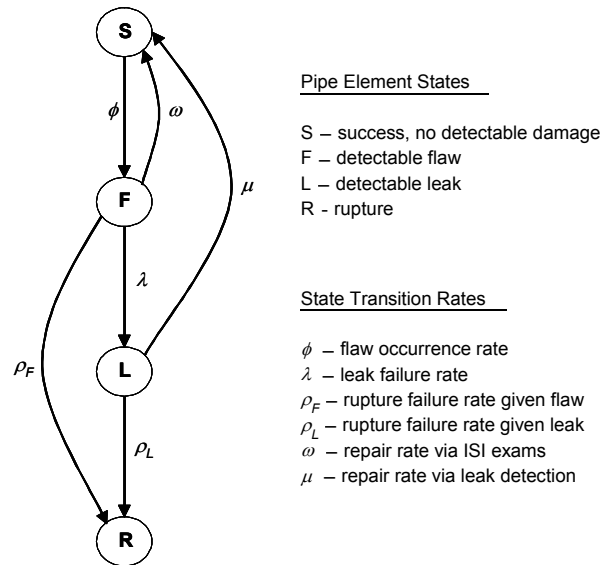 S
ϕ
ω
F
μ
λ
ρF
L
ρL
R
Pipe Element States
S – success, no detectable damage
F – detectable flaw
L – detectable leak
R - rupture
State Transition Rates
ϕ – flaw occurrence rate
λ – leak failure rate
ρF – rupture failure rate given flaw
ρL – rupture failure rate given leak
ω – repair rate via ISI exams
μ – repair rate via leak detection